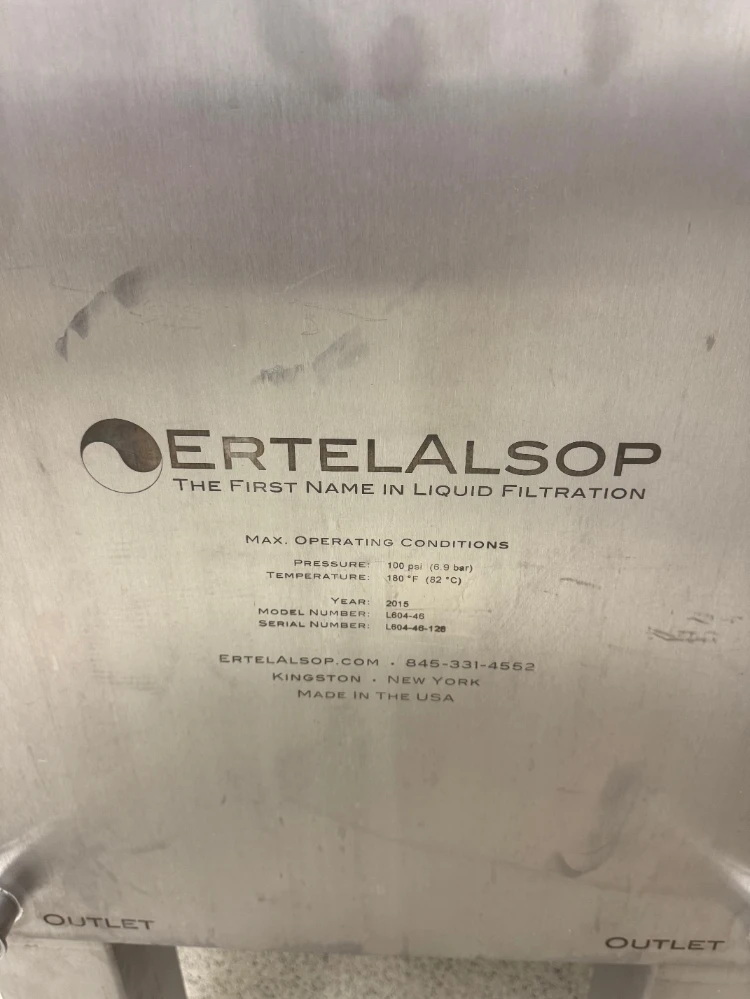 ErtelAlsop
The First Name in Liquid Filtration
Max. Operating Conditions
Pressure: 100 psi (6.9 bar)
Temperature: 180 °F (82 °C)
Year: 2015
Model Number: L604-46
Serial Number: L604-46-126
ErtelAlsop.com · 845-331-4552
Kingston · New York
Made in the USA
Outlet
Outlet